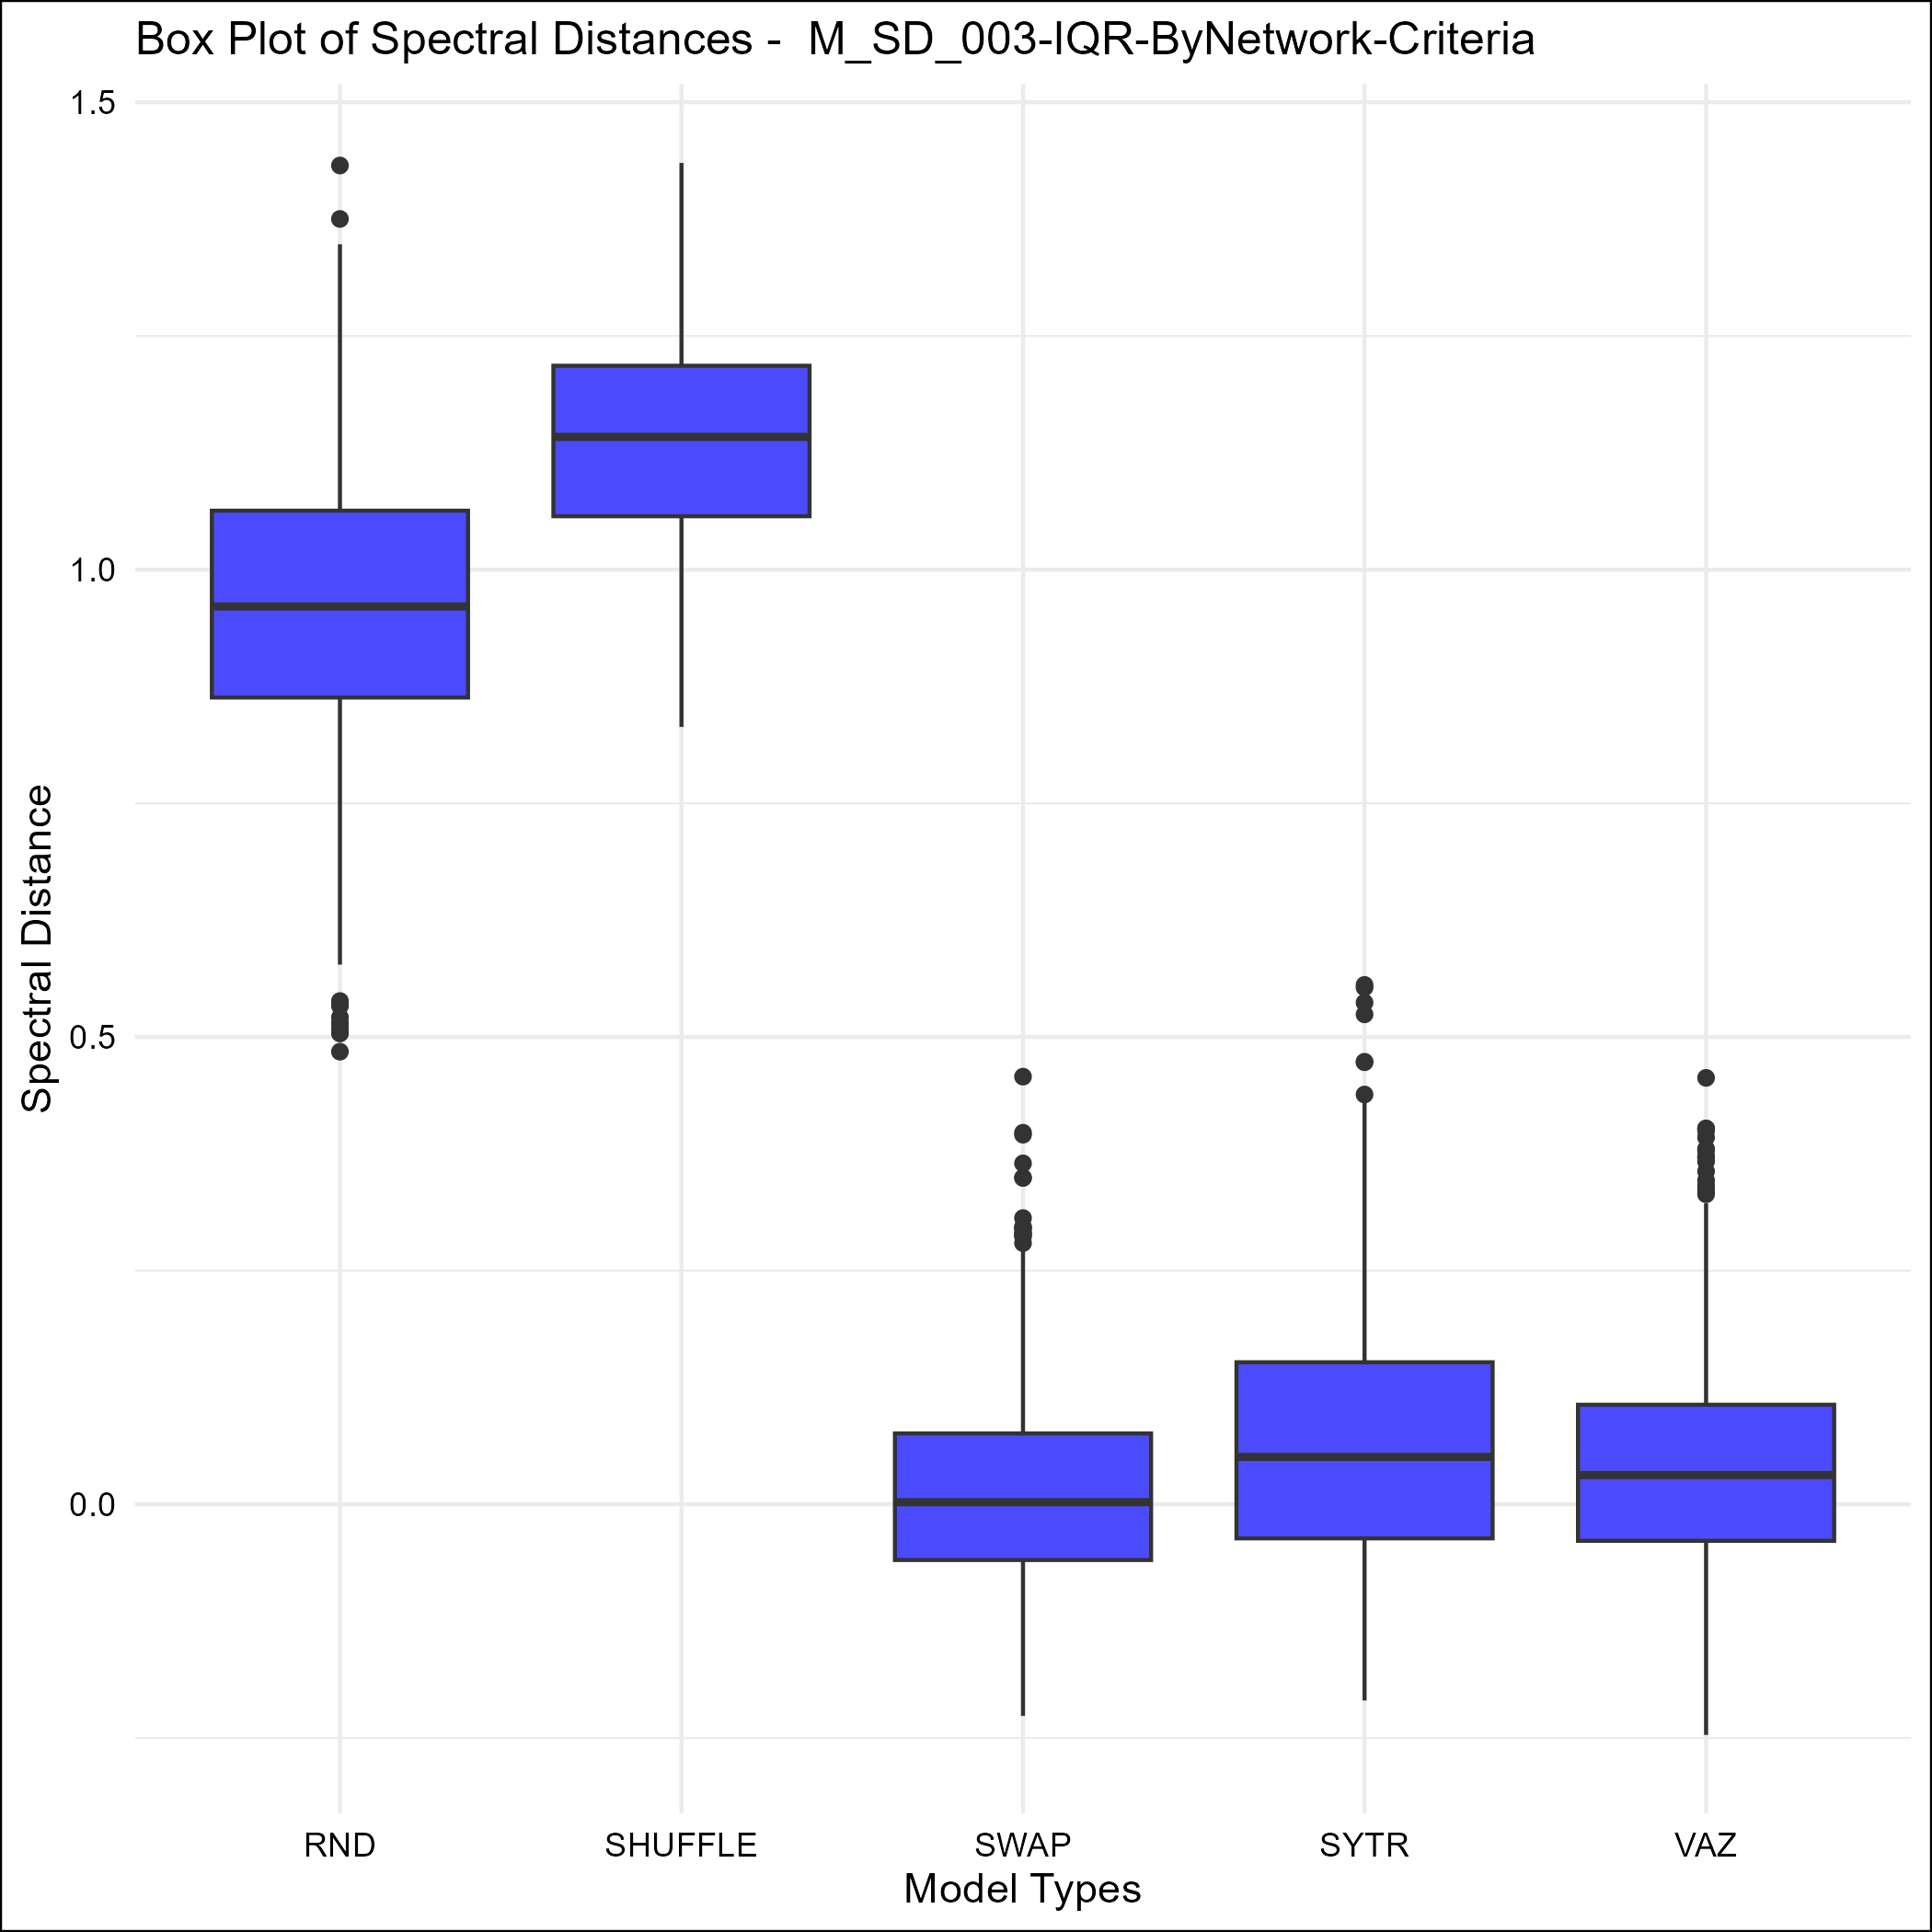 Box Plot of Spectral Distances -  M_SD_003-IQR-ByNetwork-Criteria
1.5
1.0
0.5
0.0
Spectral Distance
RND SHUFFLE SWAP SYTR VAZ
Model Types